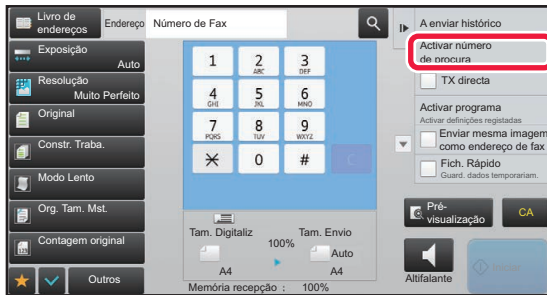 Livro de
endereços
Endereço
Número de Fax
A enviar histórico
Exposição
Auto
Activar número
de procura
Resolução
Muito Perfeito
TX directa
Original
Activar programa
Activar definições registadas
Constr. Traba.
Enviar mesma imagem
como endereço de fax
Modo Lento
Fich. Rápido
Guard. dados temporariam.
Org. Tam. Mst.
Contagem original
Outros
1
2
ABC
3
DEF
4
GHI
5
JKL
6
MNO
7
PQRS
8
TUV
9
WXYZ
0
#
C
Tam. Digitaliz
100%
Tam. Envio
Auto
A4
A4
Memória recepção : 100%
Pré-
visualização
CA
Altifalante